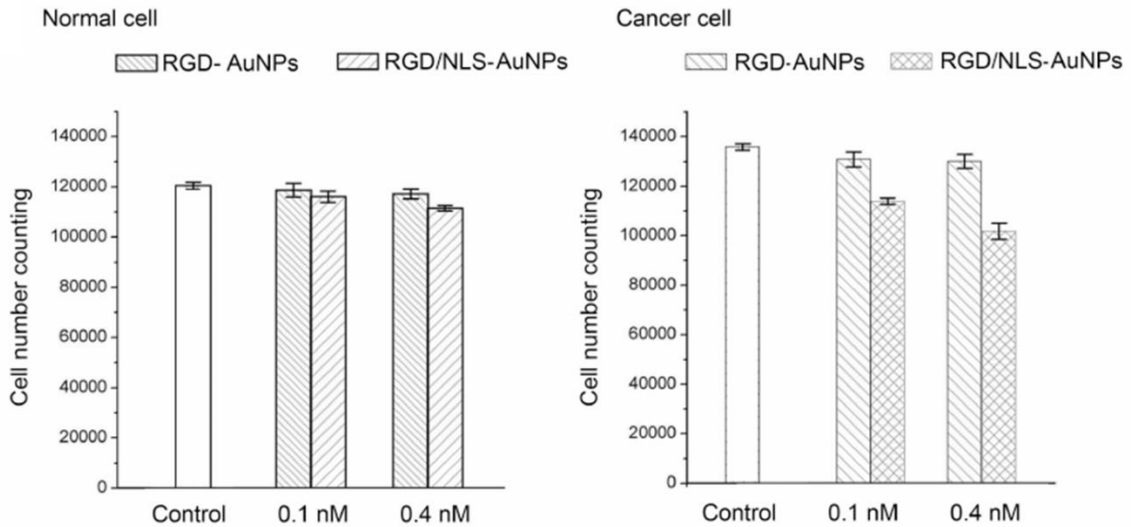 Normal cell
RGD- AuNPs
RGD/NLS-AuNPs
Cell number counting
140000
120000
100000
80000
60000
40000
20000
0
Control
0.1 nM
0.4 nM
Cancer cell
RGD-AuNPs
RGD/NLS-AuNPs
Cell number counting
140000
120000
100000
80000
60000
40000
20000
0
Control
0.1 nM
0.4 nM